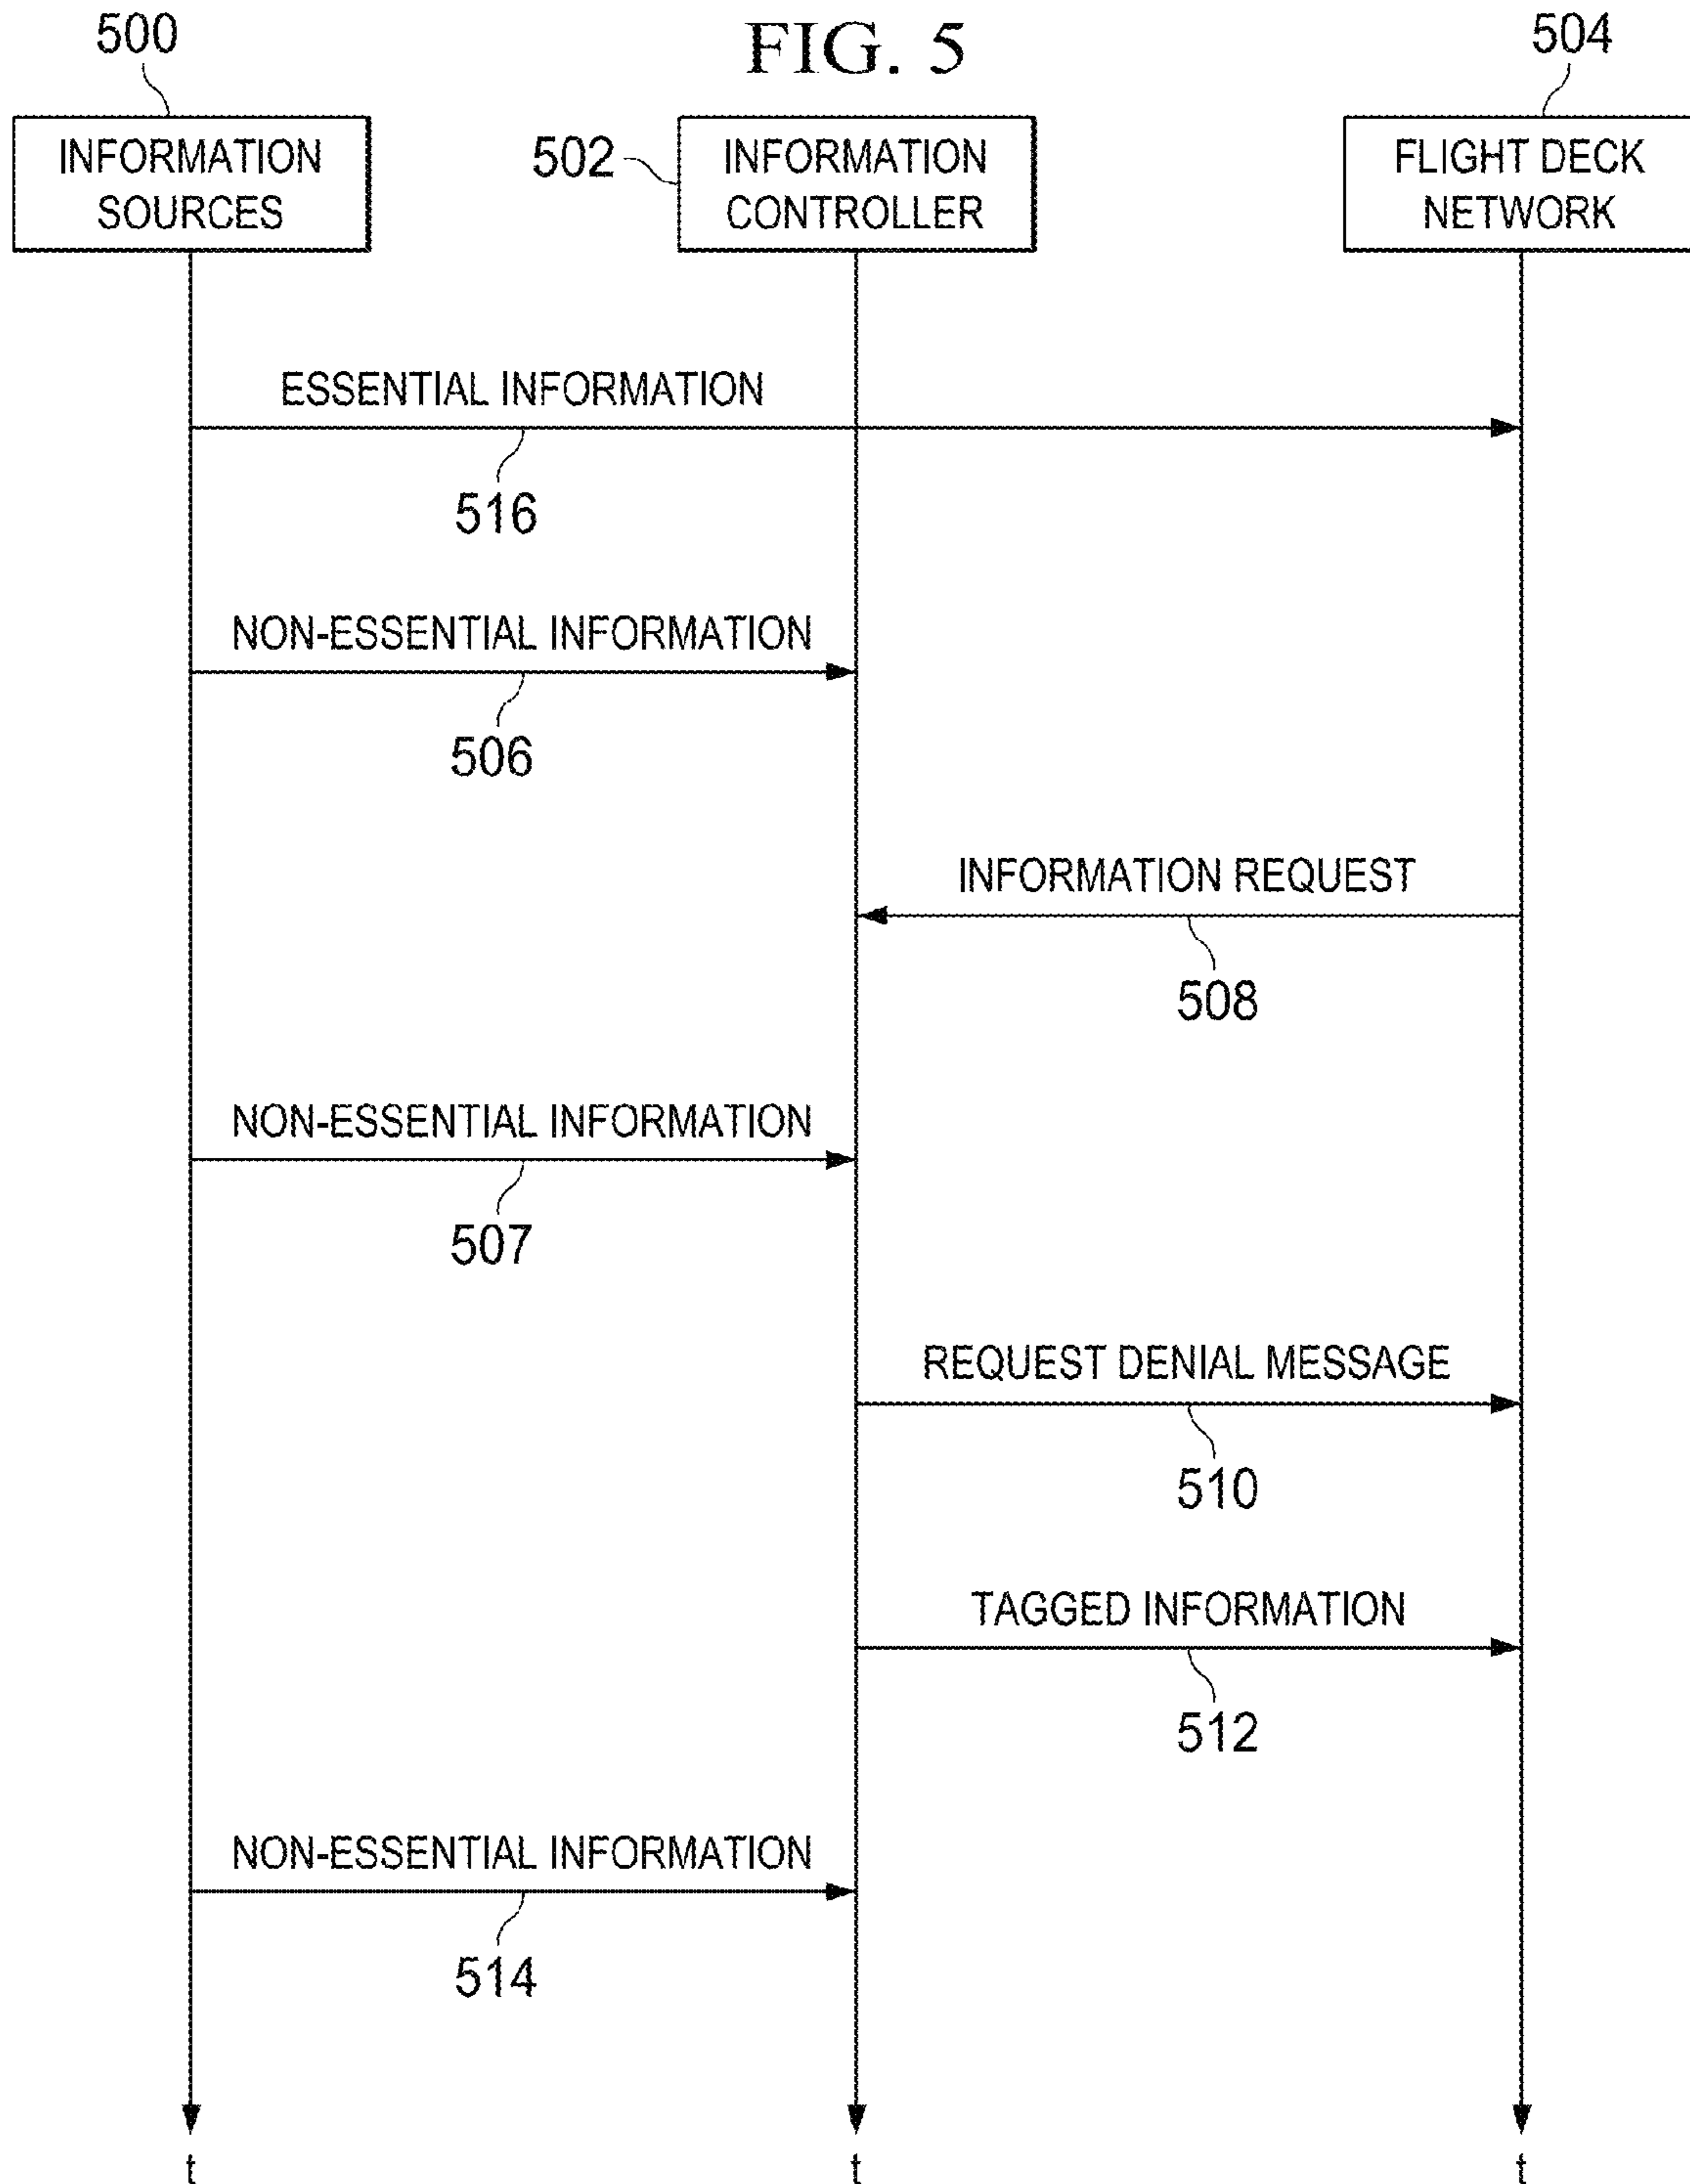 FIG. 5
500
504
INFORMATION
SOURCES
502
INFORMATION
CONTROLLER
FLIGHT DECK
NETWORK
ESSENTIAL INFORMATION
516
NON-ESSENTIAL INFORMATION
506
INFORMATION REQUEST
508
NON-ESSENTIAL INFORMATION
507
REQUEST DENIAL MESSAGE
510
TAGGED INFORMATION
512
NON-ESSENTIAL INFORMATION
514
t
t
t